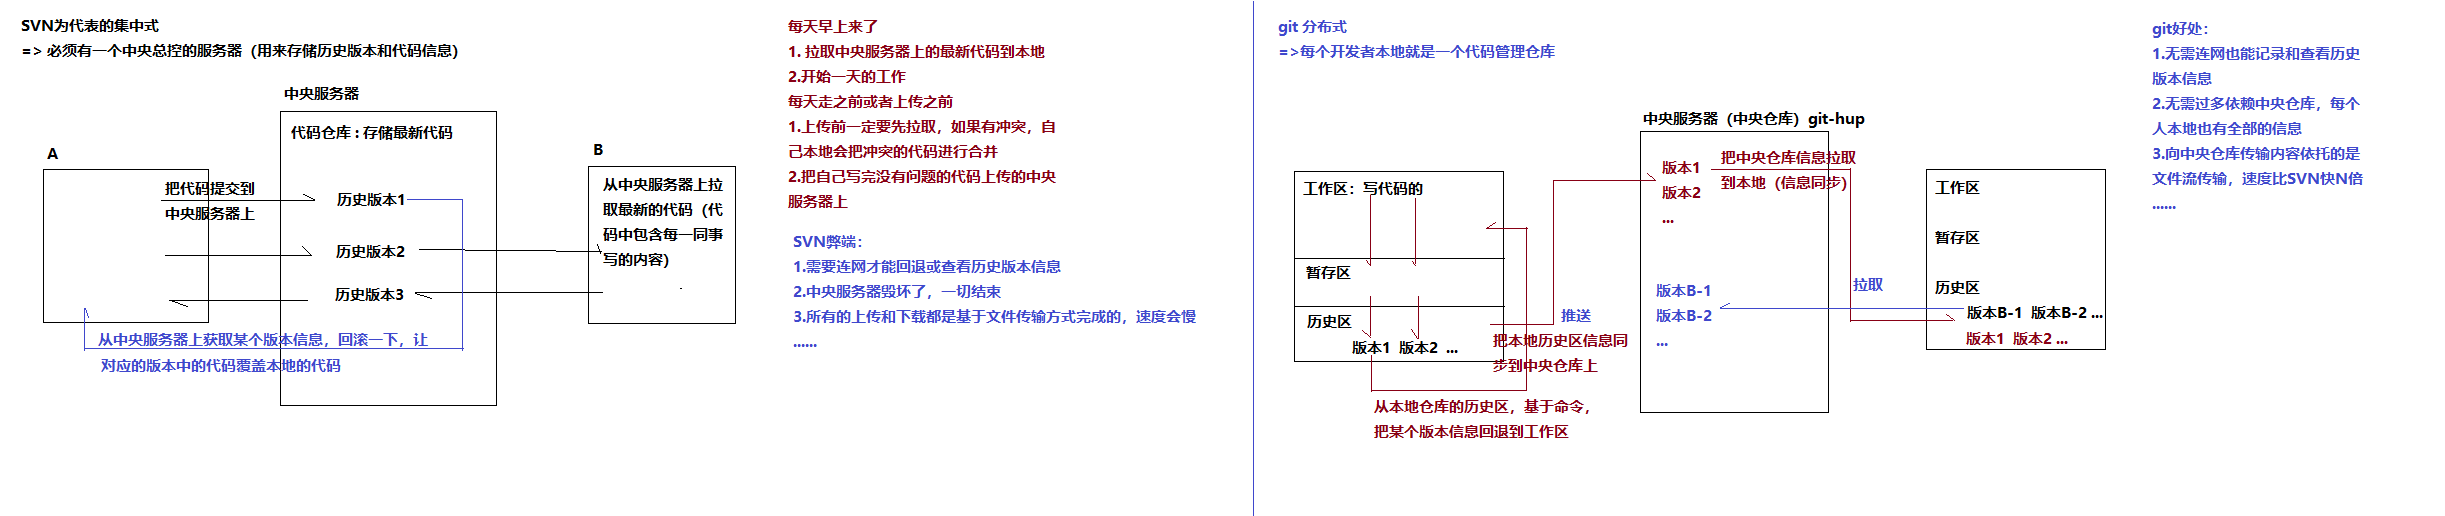 SVN为代表的集中式
=> 必须有一个中央总控的服务器（用来存储历史版本和代码信息）
中央服务器
代码仓库 : 存储最新代码
A
把代码提交到
中央服务器上
历史版本1
历史版本2
历史版本3
从中央服务器上获取某个版本信息，回滚一下，让
对应的版本中的代码覆盖本地的代码
B
从中央服务器上拉
取最新的代码（代
码中包含每一同事
写的内容）
每天早上来了
1. 拉取中央服务器上的最新代码到本地
2.开始一天的工作
每天走之前或者上传之前
1.上传前一定要先拉取，如果有冲突，自
己本地会把冲突的代码进行合并
2.把自己写完没有问题的代码上传的中央
服务器上
SVN弊端：
1.需要连网才能回退或查看历史版本信息
2.中央服务器毁坏了，一切结束
3.所有的上传和下载都是基于文件传输方式完成的，速度会慢
......
git 分布式
=>每个开发者本地就是一个代码管理仓库
工作区：写代码的
暂存区
历史区
版本1 版本2 ...
从本地仓库的历史区，基于命令，
把某个版本信息回退到工作区
推送
把本地历史区信息同
步到中央仓库上
中央服务器（中央仓库）git-hup
版本1
版本2
...
把中央仓库信息拉取
到本地（信息同步）
版本B-1
版本B-2
...
拉取
工作区
暂存区
历史区
版本B-1 版本B-2 ...
版本1 版本2 ...
git好处：
1.无需连网也能记录和查看历史
版本信息
2.无需过多依赖中央仓库，每个
人本地也有全部的信息
3.向中央仓库传输内容依托的是
文件流传输，速度比SVN快N倍
......